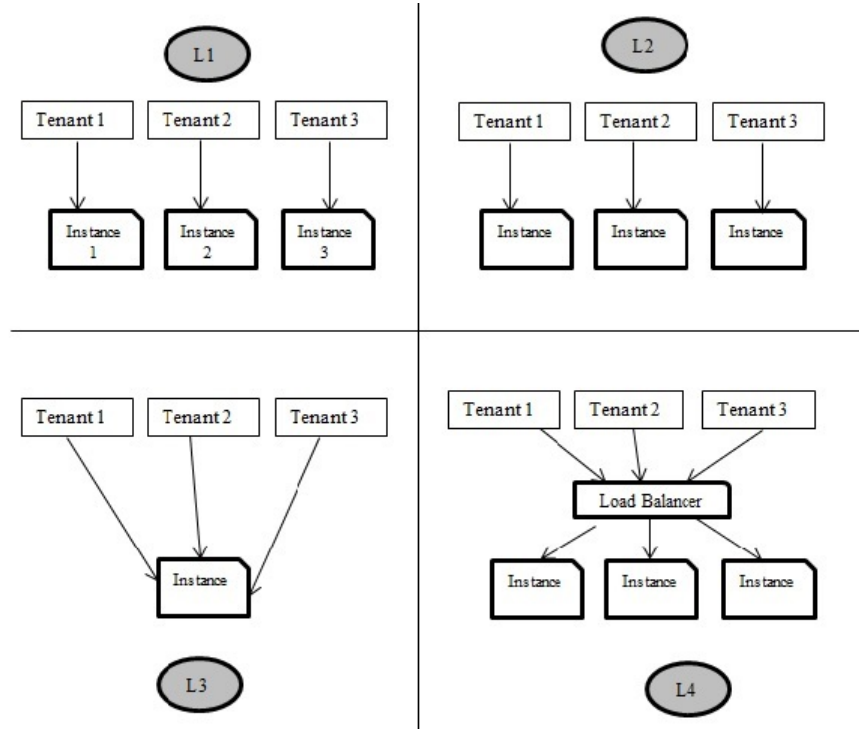 L1
Tenant 1 Tenant 2 Tenant 3
Instance
1
Instance
2
Instance
3
L2
Tenant 1 Tenant 2 Tenant 3
Instance Instance Instance
Tenant 1 Tenant 2 Tenant 3
Instance
L3
Tenant 1 Tenant 2 Tenant 3
Load Balancer
Instance Instance Instance
L4